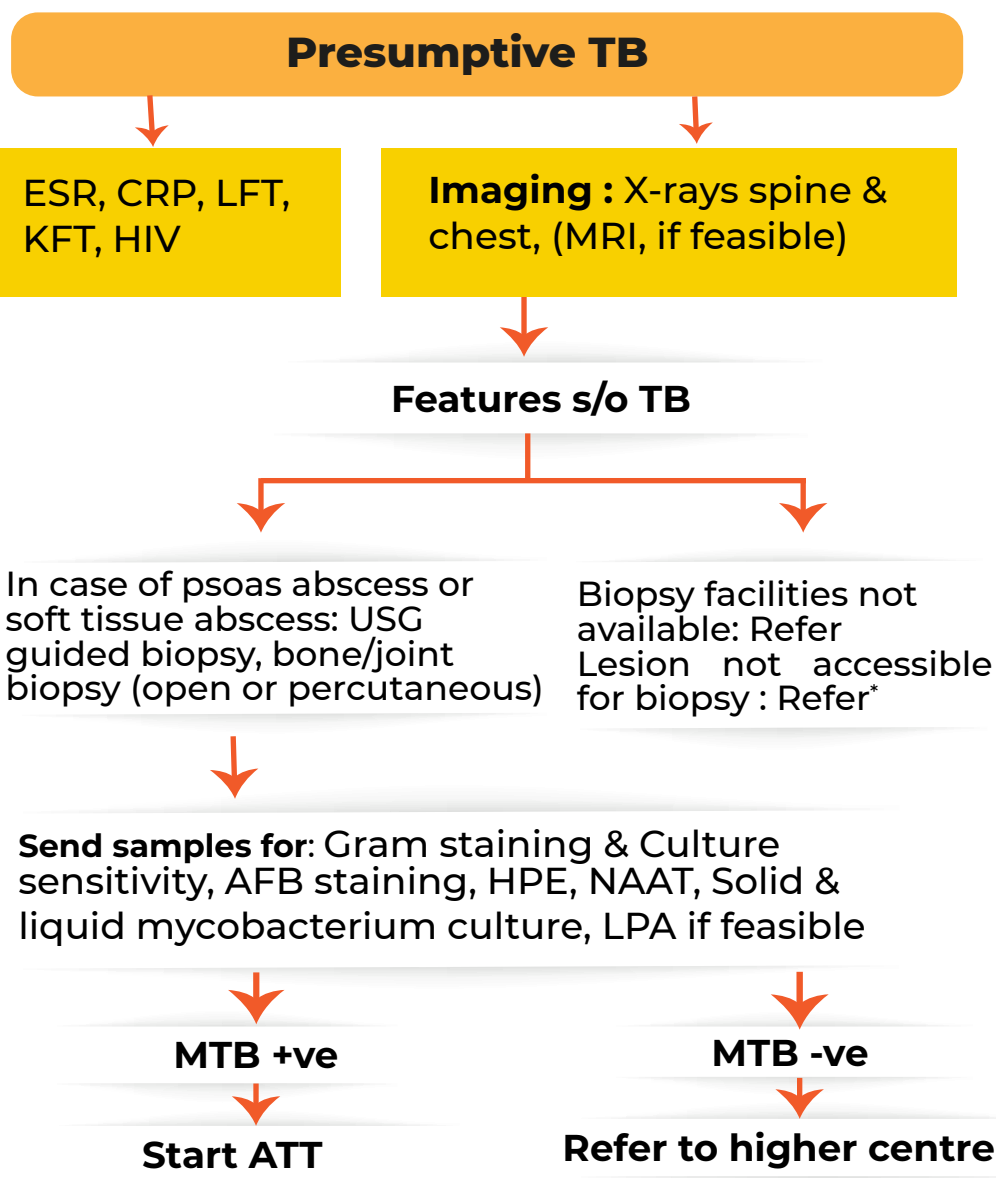 Presumptive TB
ESR, CRP, LFT,
KFT, HIV
Imaging : X-rays spine &
chest, (MRI, if feasible)
Features s/o TB
In case of psoas abscess or
soft tissue abscess: USG
guided biopsy, bone/joint
biopsy (open or percutaneous)
Biopsy facilities not
available: Refer
Lesion not accessible
for biopsy : Refer*
Send samples for: Gram staining & Culture
sensitivity, AFB staining, HPE, NAAT, Solid &
liquid mycobacterium culture, LPA if feasible
MTB +ve
MTB -ve
Start ATT
Refer to higher centre